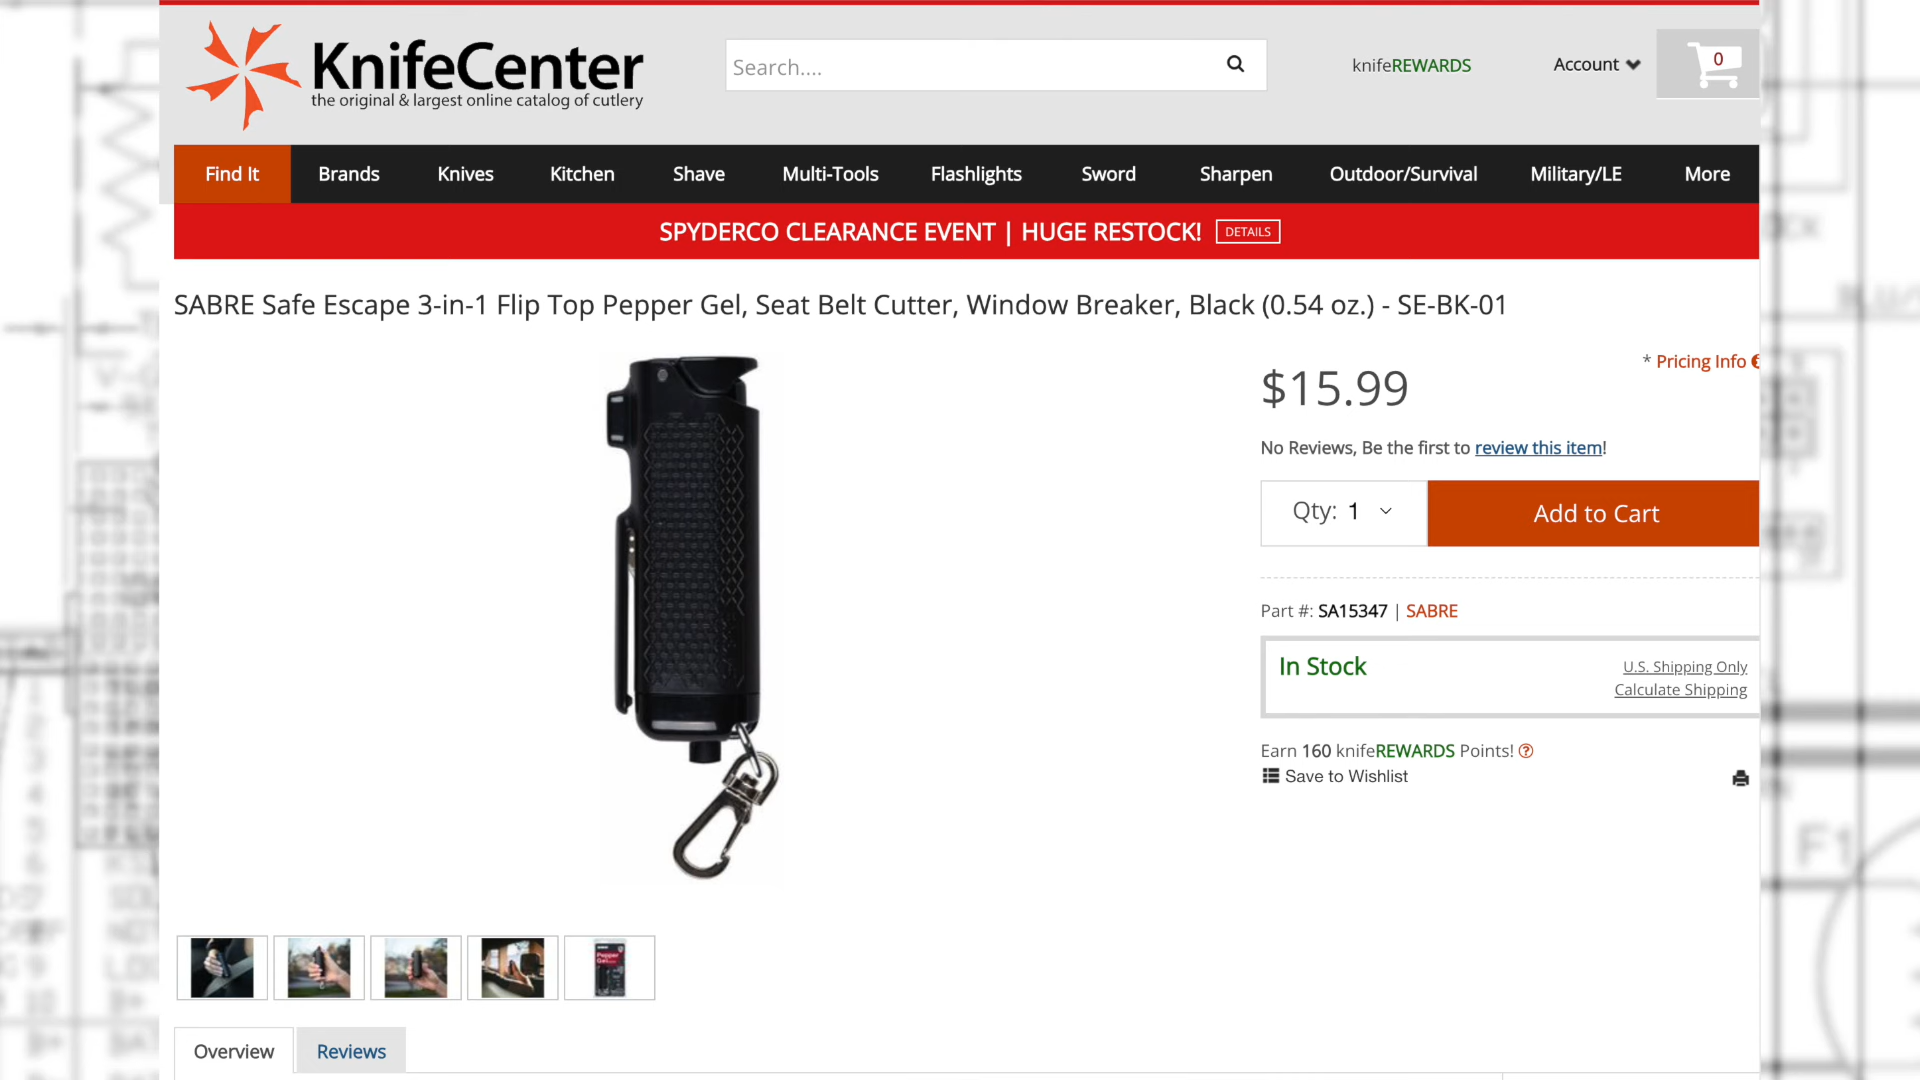 KnifeCenter
the original & largest online catalog of cutlery
Search....
knifeREWARDS
Account
0
Find It
Brands
Knives
Kitchen
Shave
Multi-Tools
Flashlights
Sword
Sharpen
Outdoor/Survival
Military/LE
More
SPYDERCO CLEARANCE EVENT | HUGE RESTOCK! DETAILS
SABRE Safe Escape 3-in-1 Flip Top Pepper Gel, Seat Belt Cutter, Window Breaker, Black (0.54 oz.) - SE-BK-01
* Pricing Info
$15.99
No Reviews, Be the first to review this item!
Qty: 1
Add to Cart
Part #: SA15347 | SABRE
In Stock
U.S. Shipping Only
Calculate Shipping
Earn 160 knifeREWARDS Points!
Save to Wishlist
Pepper
Gel
Overview
Reviews
F1